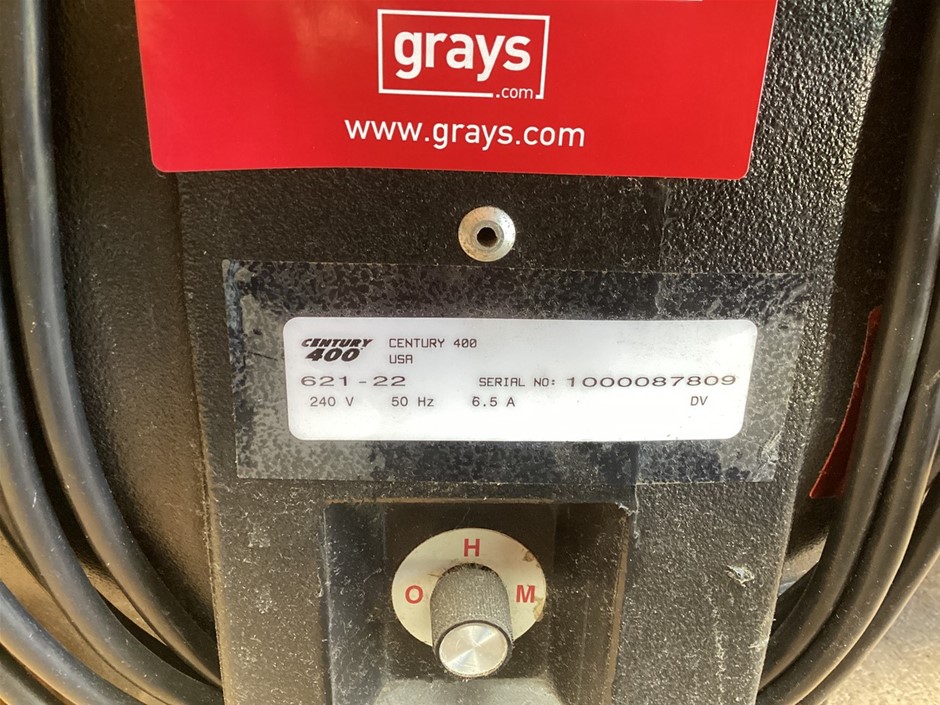 grays
.com
www.grays.com
CENTURY
400
CENTURY 400
USA
621-22 SERIAL NO: 1000087809
240 V 50 Hz 6.5 A DV
H
O M